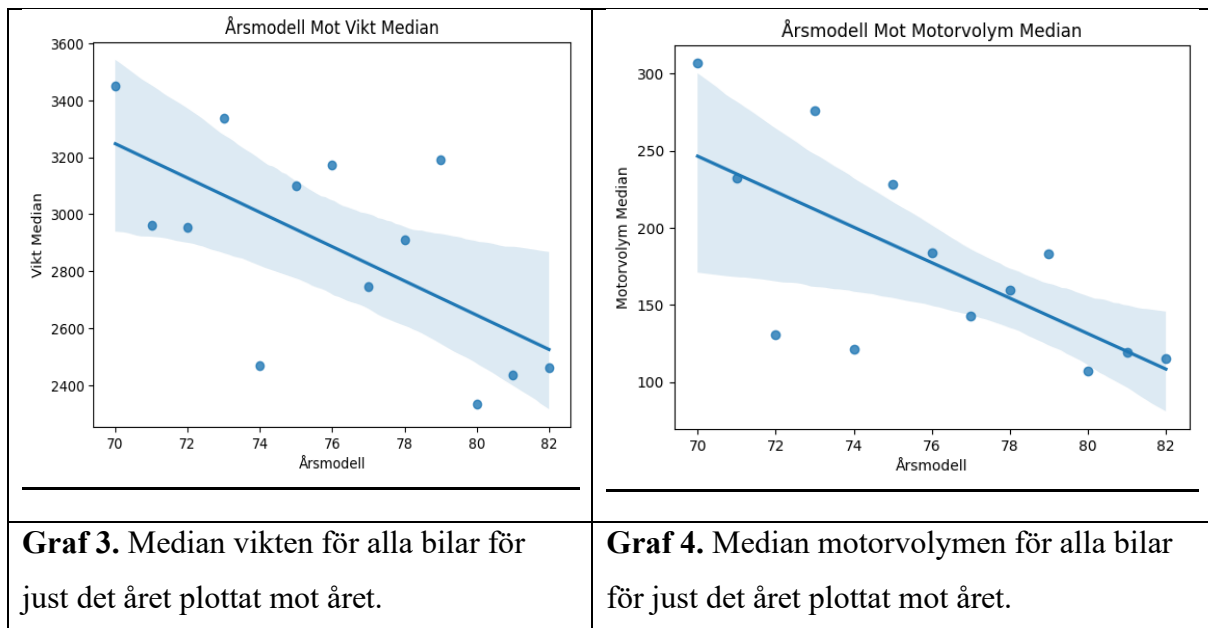 Årsmodell Mot Vikt Median
Vikt Median
3600
3400
3200
3000
2800
2600
2400
70 72 74 76 78 80 82
Årsmodell
Årsmodell Mot Motorvolym Median
Motorvolym Median
300
250
200
150
100
70 72 74 76 78 80 82
Årsmodell
Graf 3. Median vikten för alla bilar för
just det året plottat mot året.
Graf 4. Median motorvolymen för alla bilar
för just det året plottat mot året.